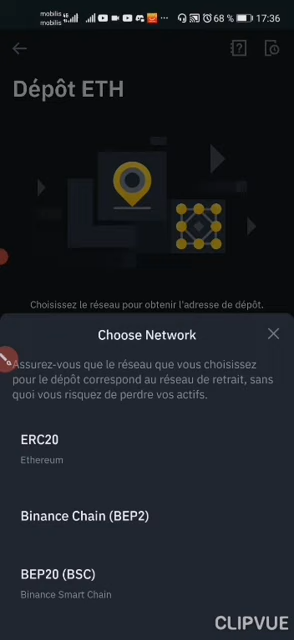 mobilis
mobilis
68 % 17:36
Dépôt ETH
Choisissez le réseau pour obtenir l'adresse de dépôt.
Choose Network
Assurez-vous que le réseau que vous choisissez
pour le dépôt correspond au réseau de retrait, sans
quoi vous risquez de perdre vos actifs.
ERC20
Ethereum
Binance Chain (BEP2)
BEP20 (BSC)
Binance Smart Chain
CLIPVUE